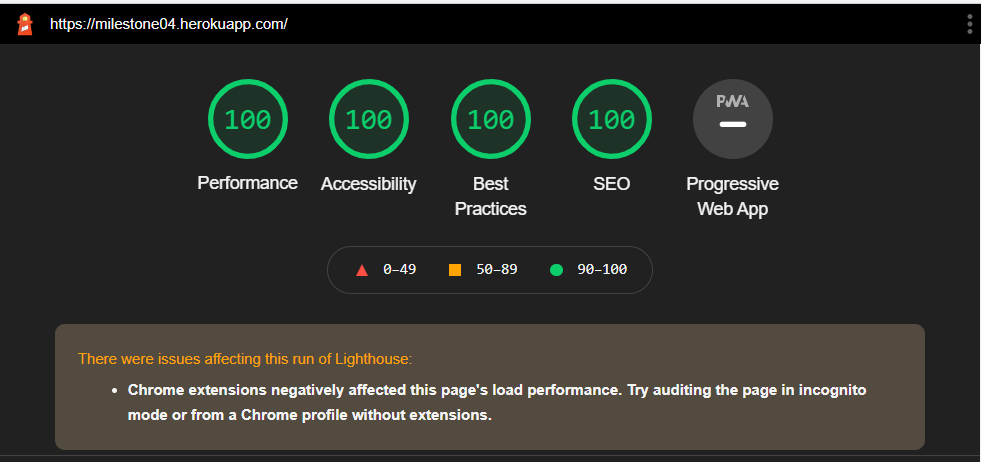 https://milestone04.herokuapp.com/
100 100 100 100 PWA
Performance Accessibility Best Practices SEO Progressive Web App
0–49 50–89 90–100
There were issues affecting this run of Lighthouse:
• Chrome extensions negatively affected this page's load performance. Try auditing the page in incognito
mode or from a Chrome profile without extensions.